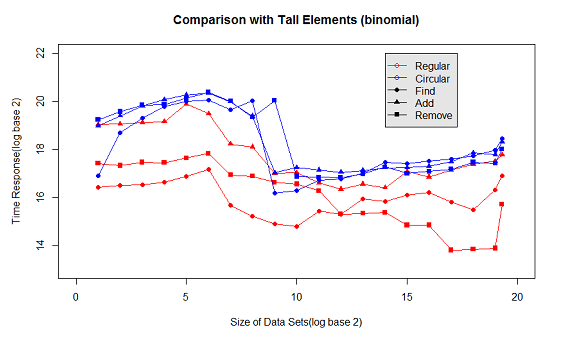 Comparison with Tall Elements (binomial)
22
20
18
16
14
Time Response(log base 2)
Regular
Circular
Find
Add
Remove
0
5
10
15
20
Size of Data Sets(log base 2)